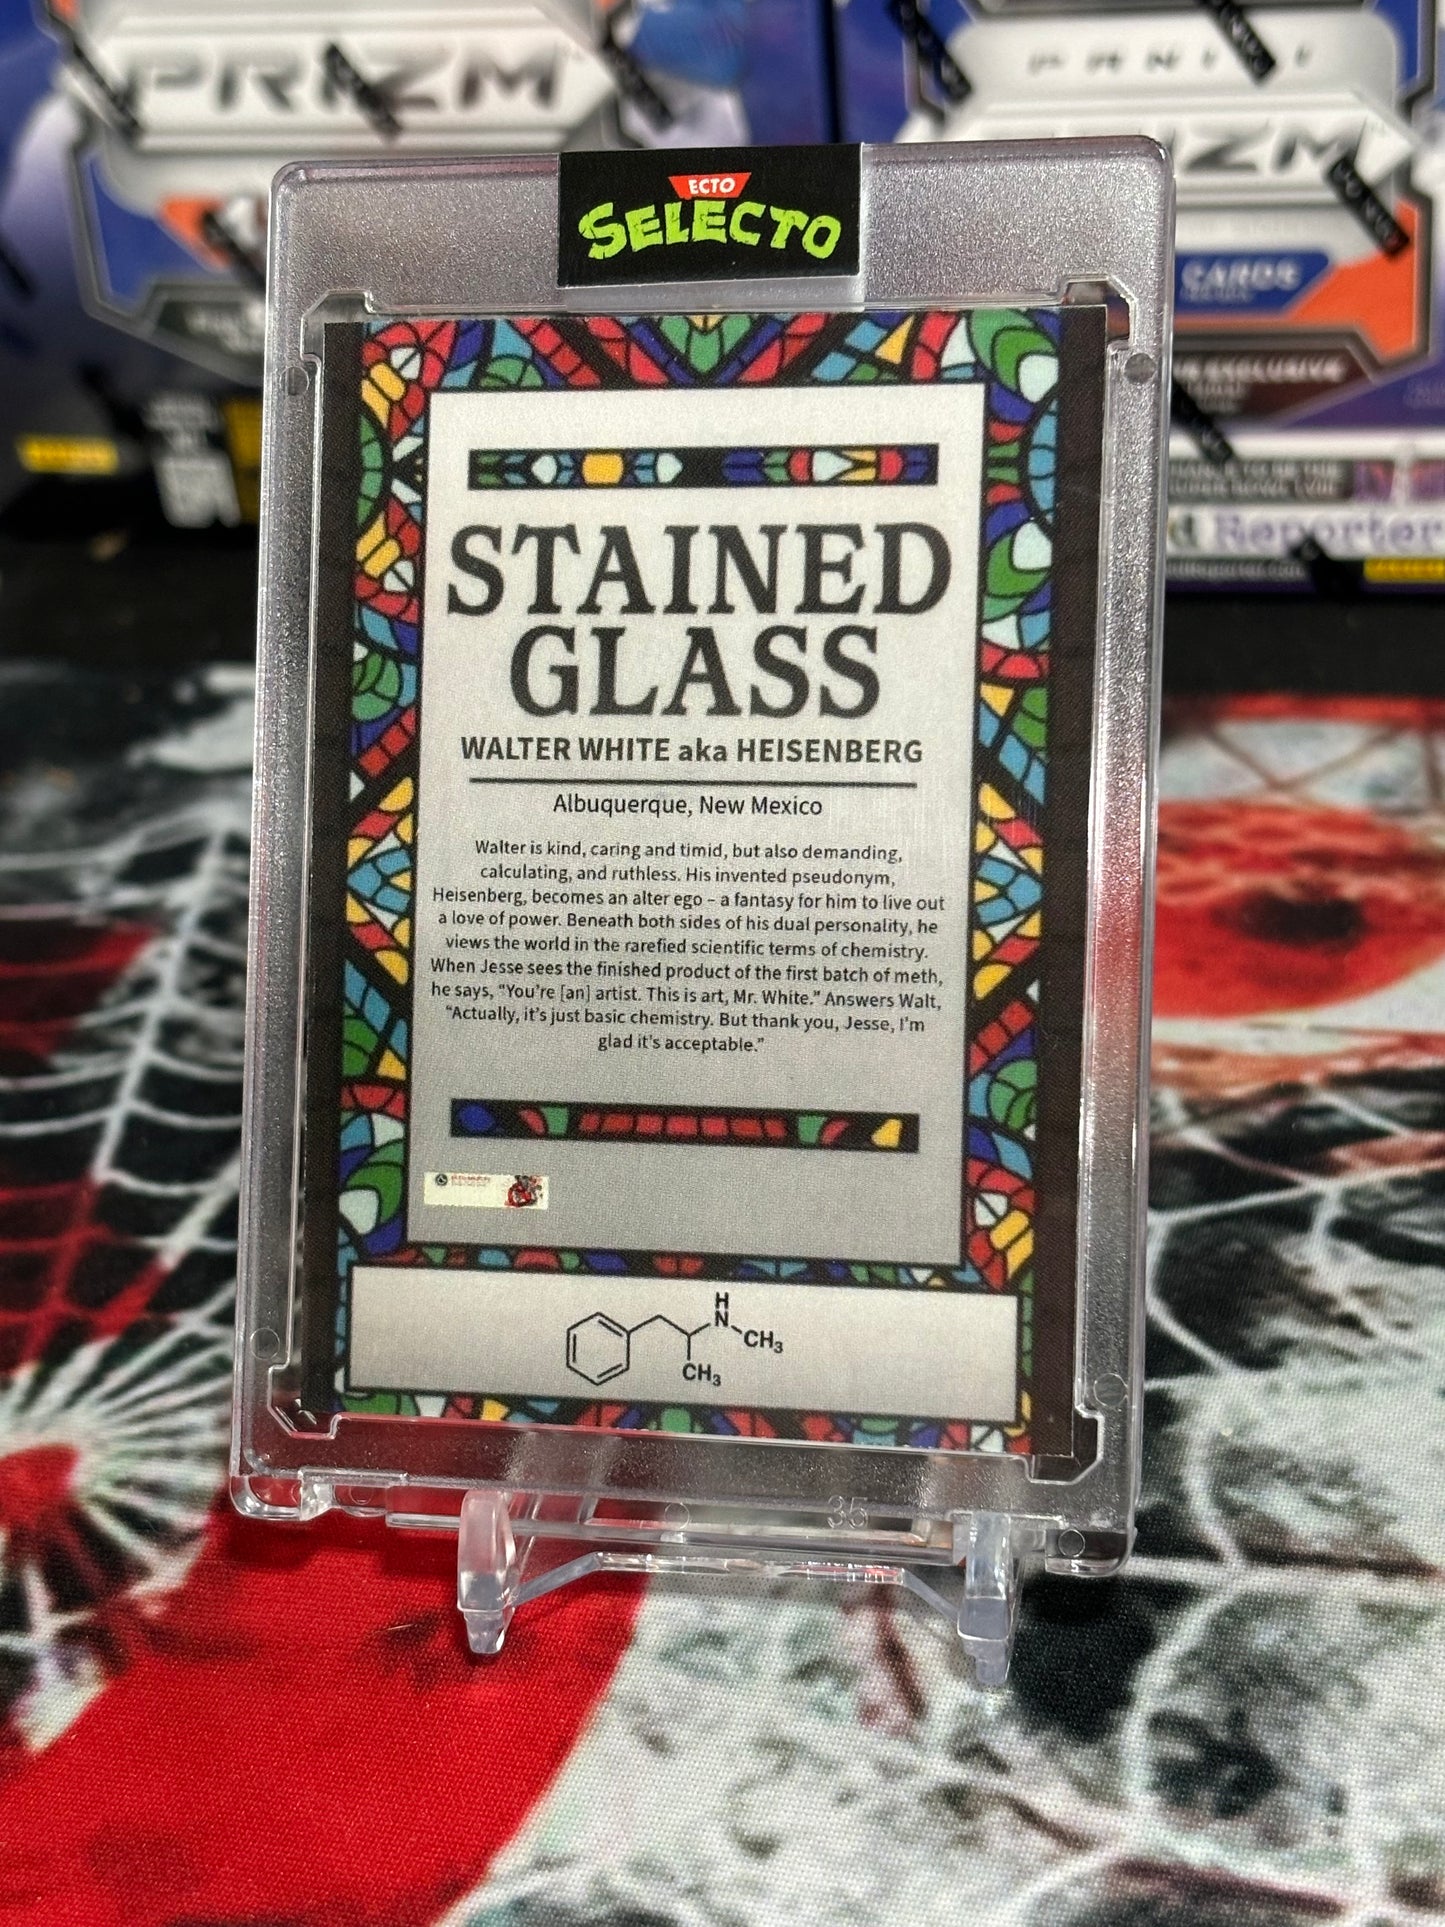 PRIZM
PANINI
PRIZM
CARDS
ECTO
SELECTO
Reporter
STAINED
GLASS
WALTER WHITE aka HEISENBERG
Albuquerque, New Mexico
Walter is kind, caring and timid, but also demanding,
calculating, and ruthless. His invented pseudonym,
Heisenberg, becomes an alter ego – a fantasy for him to live out
a love of power. Beneath both sides of his dual personality, he
views the world in the rarefied scientific terms of chemistry.
When Jesse sees the finished product of the first batch of meth,
he says, “You’re [an] artist. This is art, Mr. White.” Answers Walt,
“Actually, it’s just basic chemistry. But thank you, Jesse, I’m
glad it’s acceptable.”
H
N
CH3
CH3
35